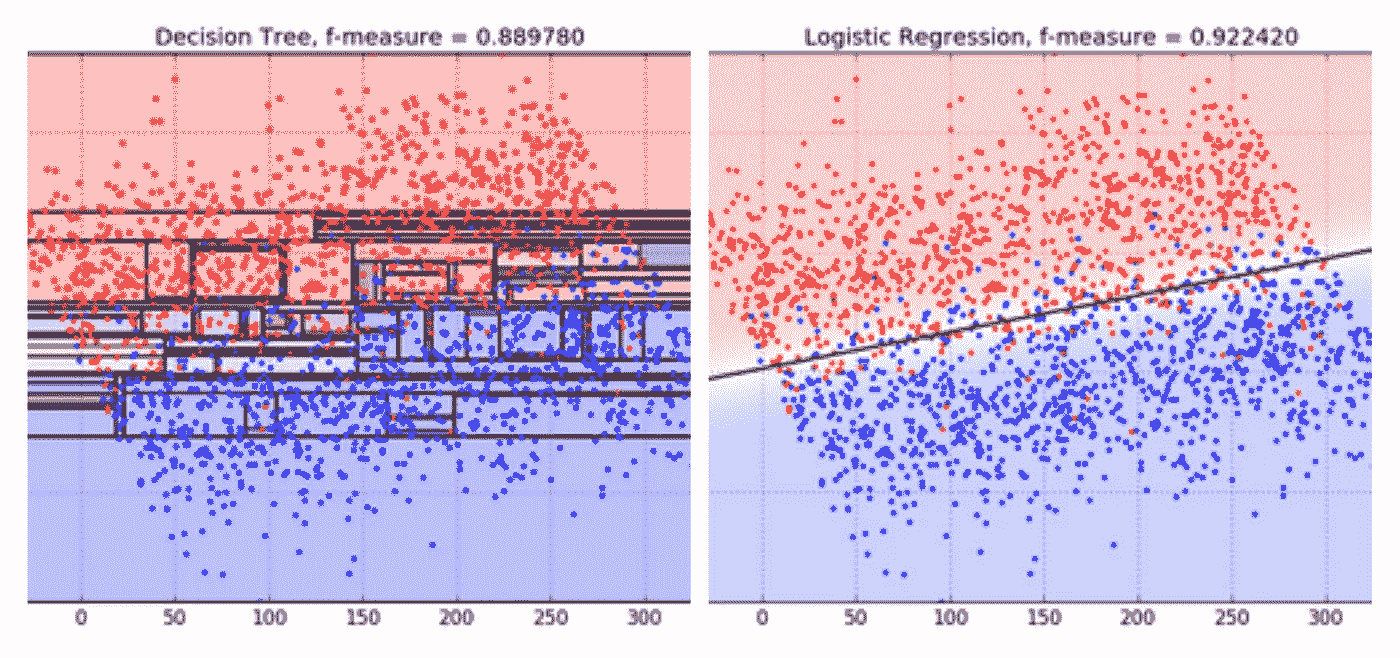 Decision Tree, f-measure = 0.889780
Logistic Regression, f-measure = 0.922420
0 50 100 150 200 250 300
0 50 100 150 200 250 300